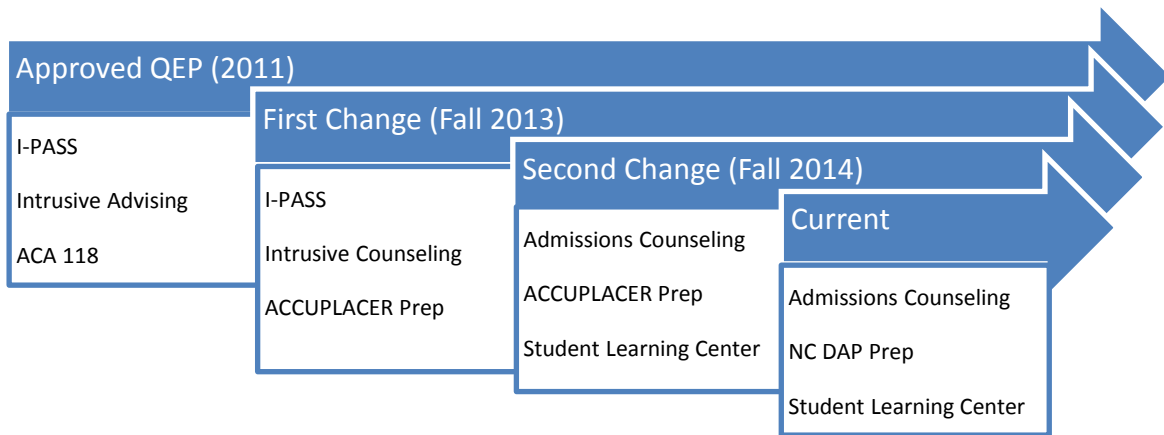 Approved QEP (2011)
I-PASS
Intrusive Advising
ACA 118
First Change (Fall 2013)
I-PASS
Intrusive Counseling
ACCUPLACER Prep
Second Change (Fall 2014)
Admissions Counseling
ACCUPLACER Prep
Student Learning Center
Current
Admissions Counseling
NC DAP Prep
Student Learning Center